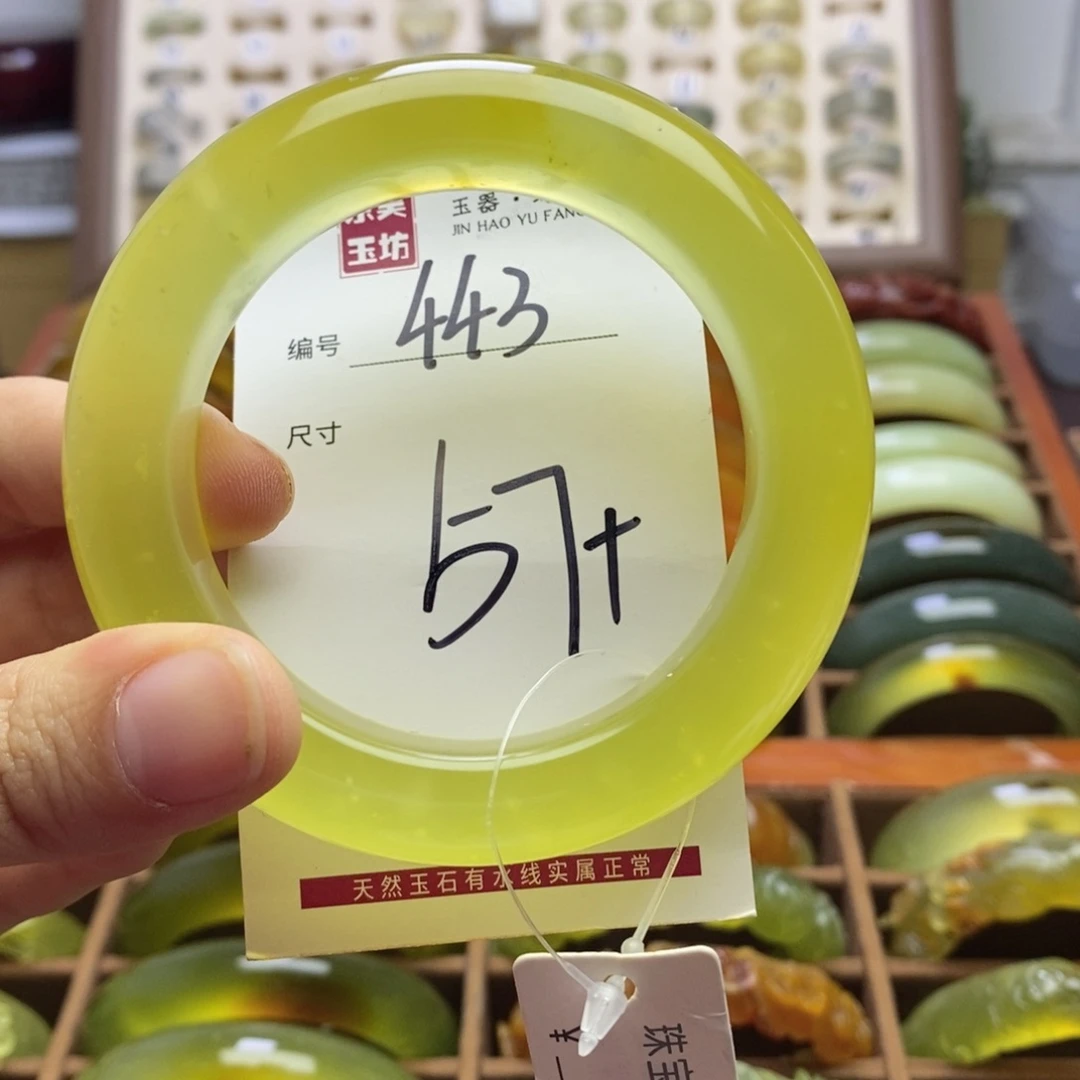 玉坊
玉器 ·
JIN HAO YU FANG
编号 443
尺寸
57+
天然玉石有水线实属正常
珠宝